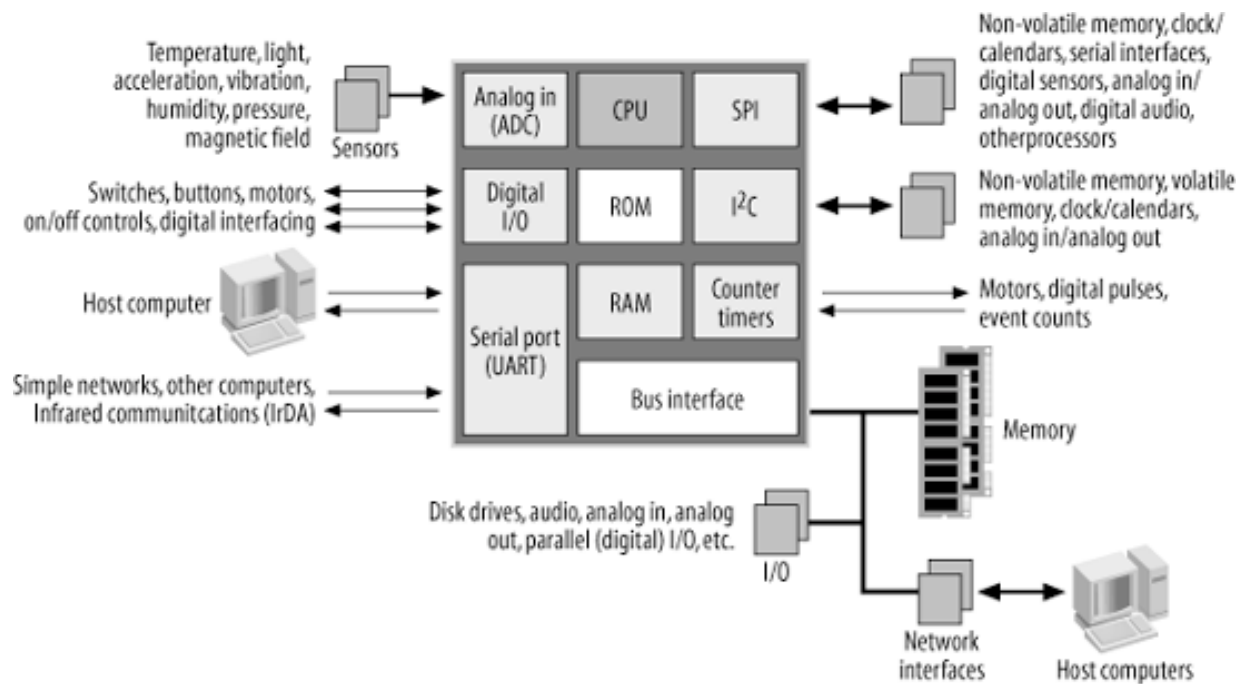 Temperature, light,
acceleration, vibration,
humidity, pressure,
magnetic field
Sensors
Switches, buttons, motors,
on/off controls, digital interfacing
Host computer
Simple networks, other computers,
Infrared communitcations (IrDA)
Analog in
(ADC)
CPU
SPI
Digital
I/O
ROM
I²C
Serial port
(UART)
RAM
Counter
timers
Bus interface
Non-volatile memory, clock/
calendars, serial interfaces,
digital sensors, analog in/
analog out, digital audio,
otherprocessors
Non-volatile memory, volatile
memory, clock/calendars,
analog in/analog out
Motors, digital pulses,
event counts
Memory
Disk drives, audio, analog in, analog
out, parallel (digital) I/O, etc.
I/O
Network
interfaces
Host computers